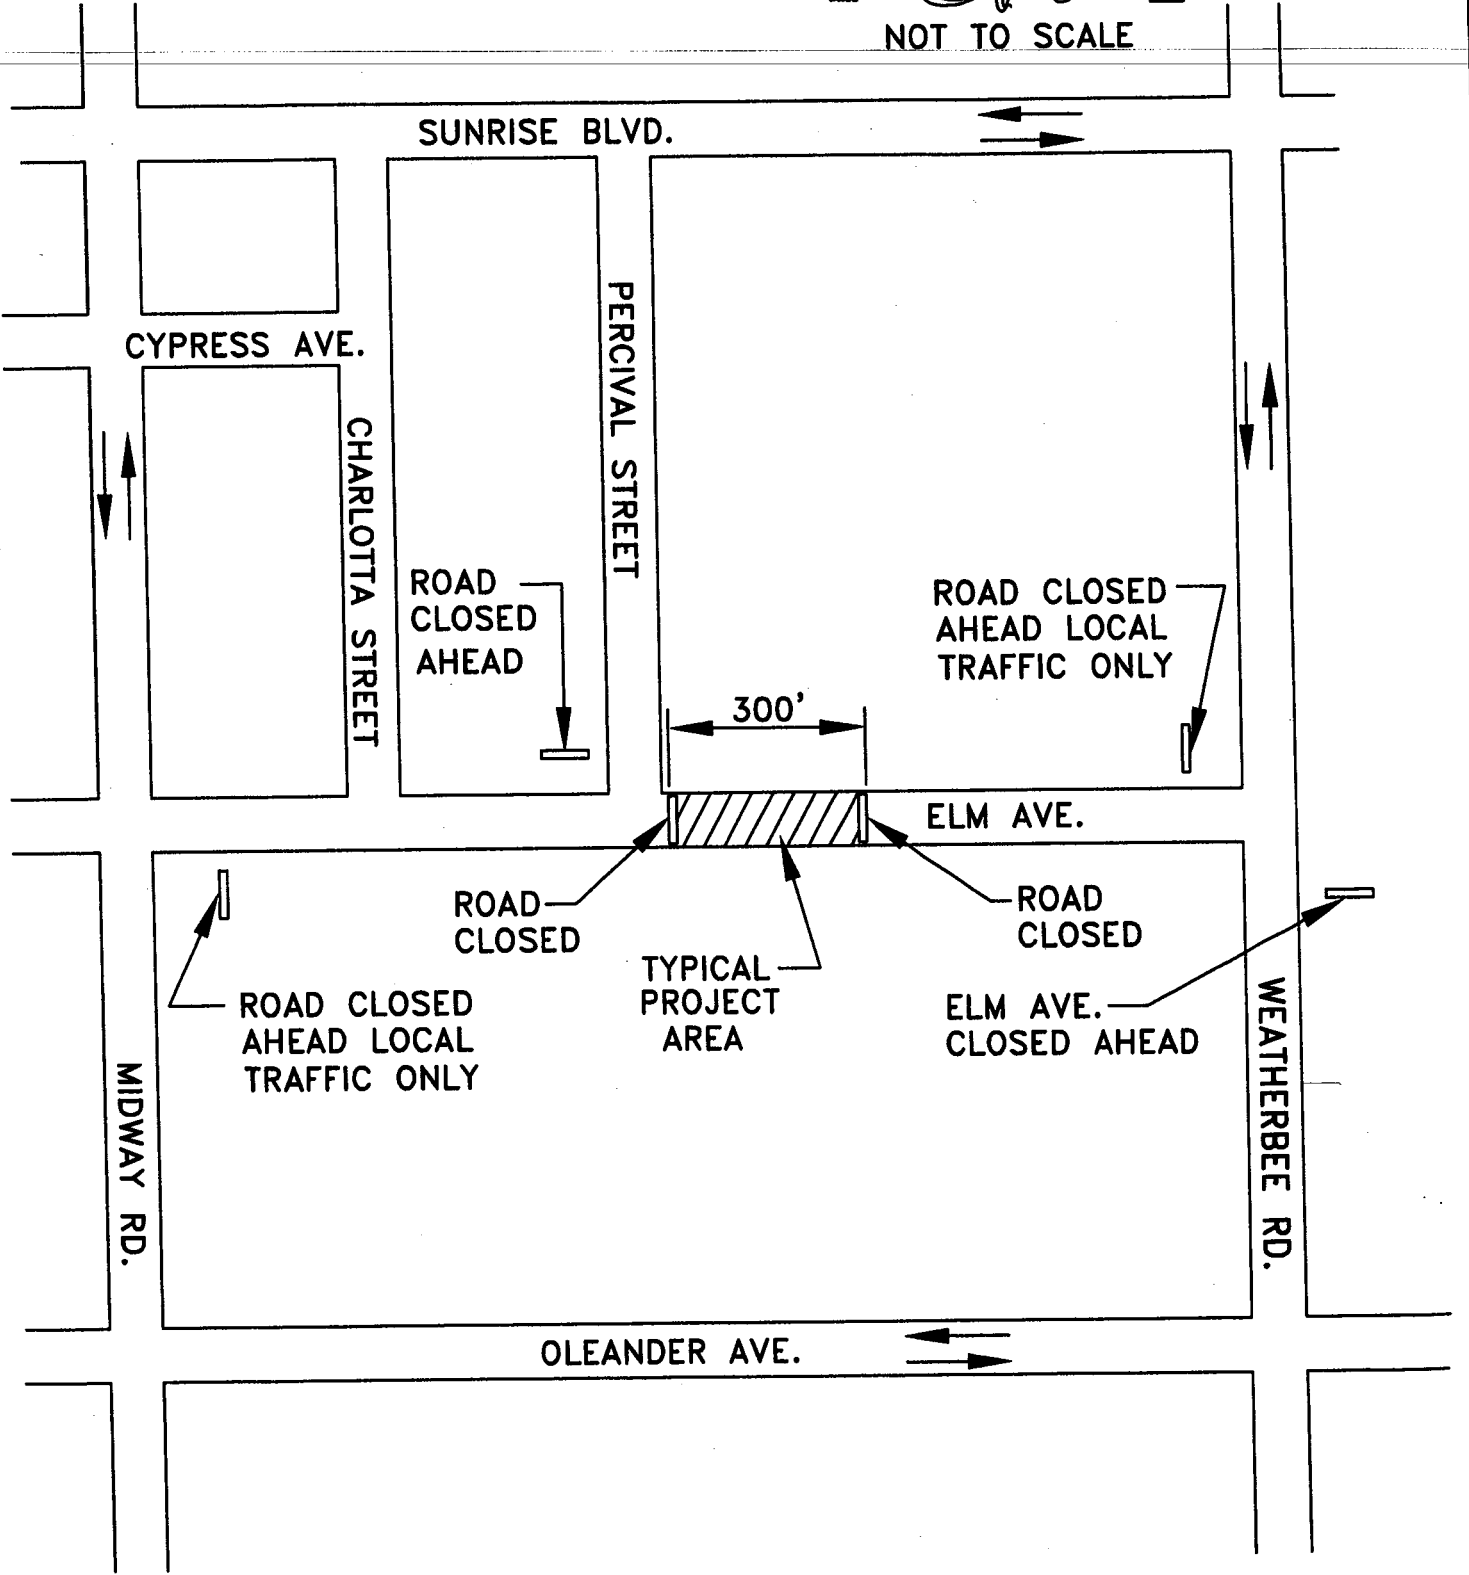 NOT TO SCALE
SUNRISE BLVD.
CYPRESS AVE.
PERCIVAL STREET
CHARLOTTA STREET
ROAD
CLOSED
AHEAD
ROAD CLOSED
AHEAD LOCAL
TRAFFIC ONLY
300'
ELM AVE.
ROAD
CLOSED
ROAD
CLOSED
TYPICAL
PROJECT
AREA
ROAD CLOSED
AHEAD LOCAL
TRAFFIC ONLY
ELM AVE.
CLOSED AHEAD
MIDWAY RD.
WEATHERBEE RD.
OLEANDER AVE.